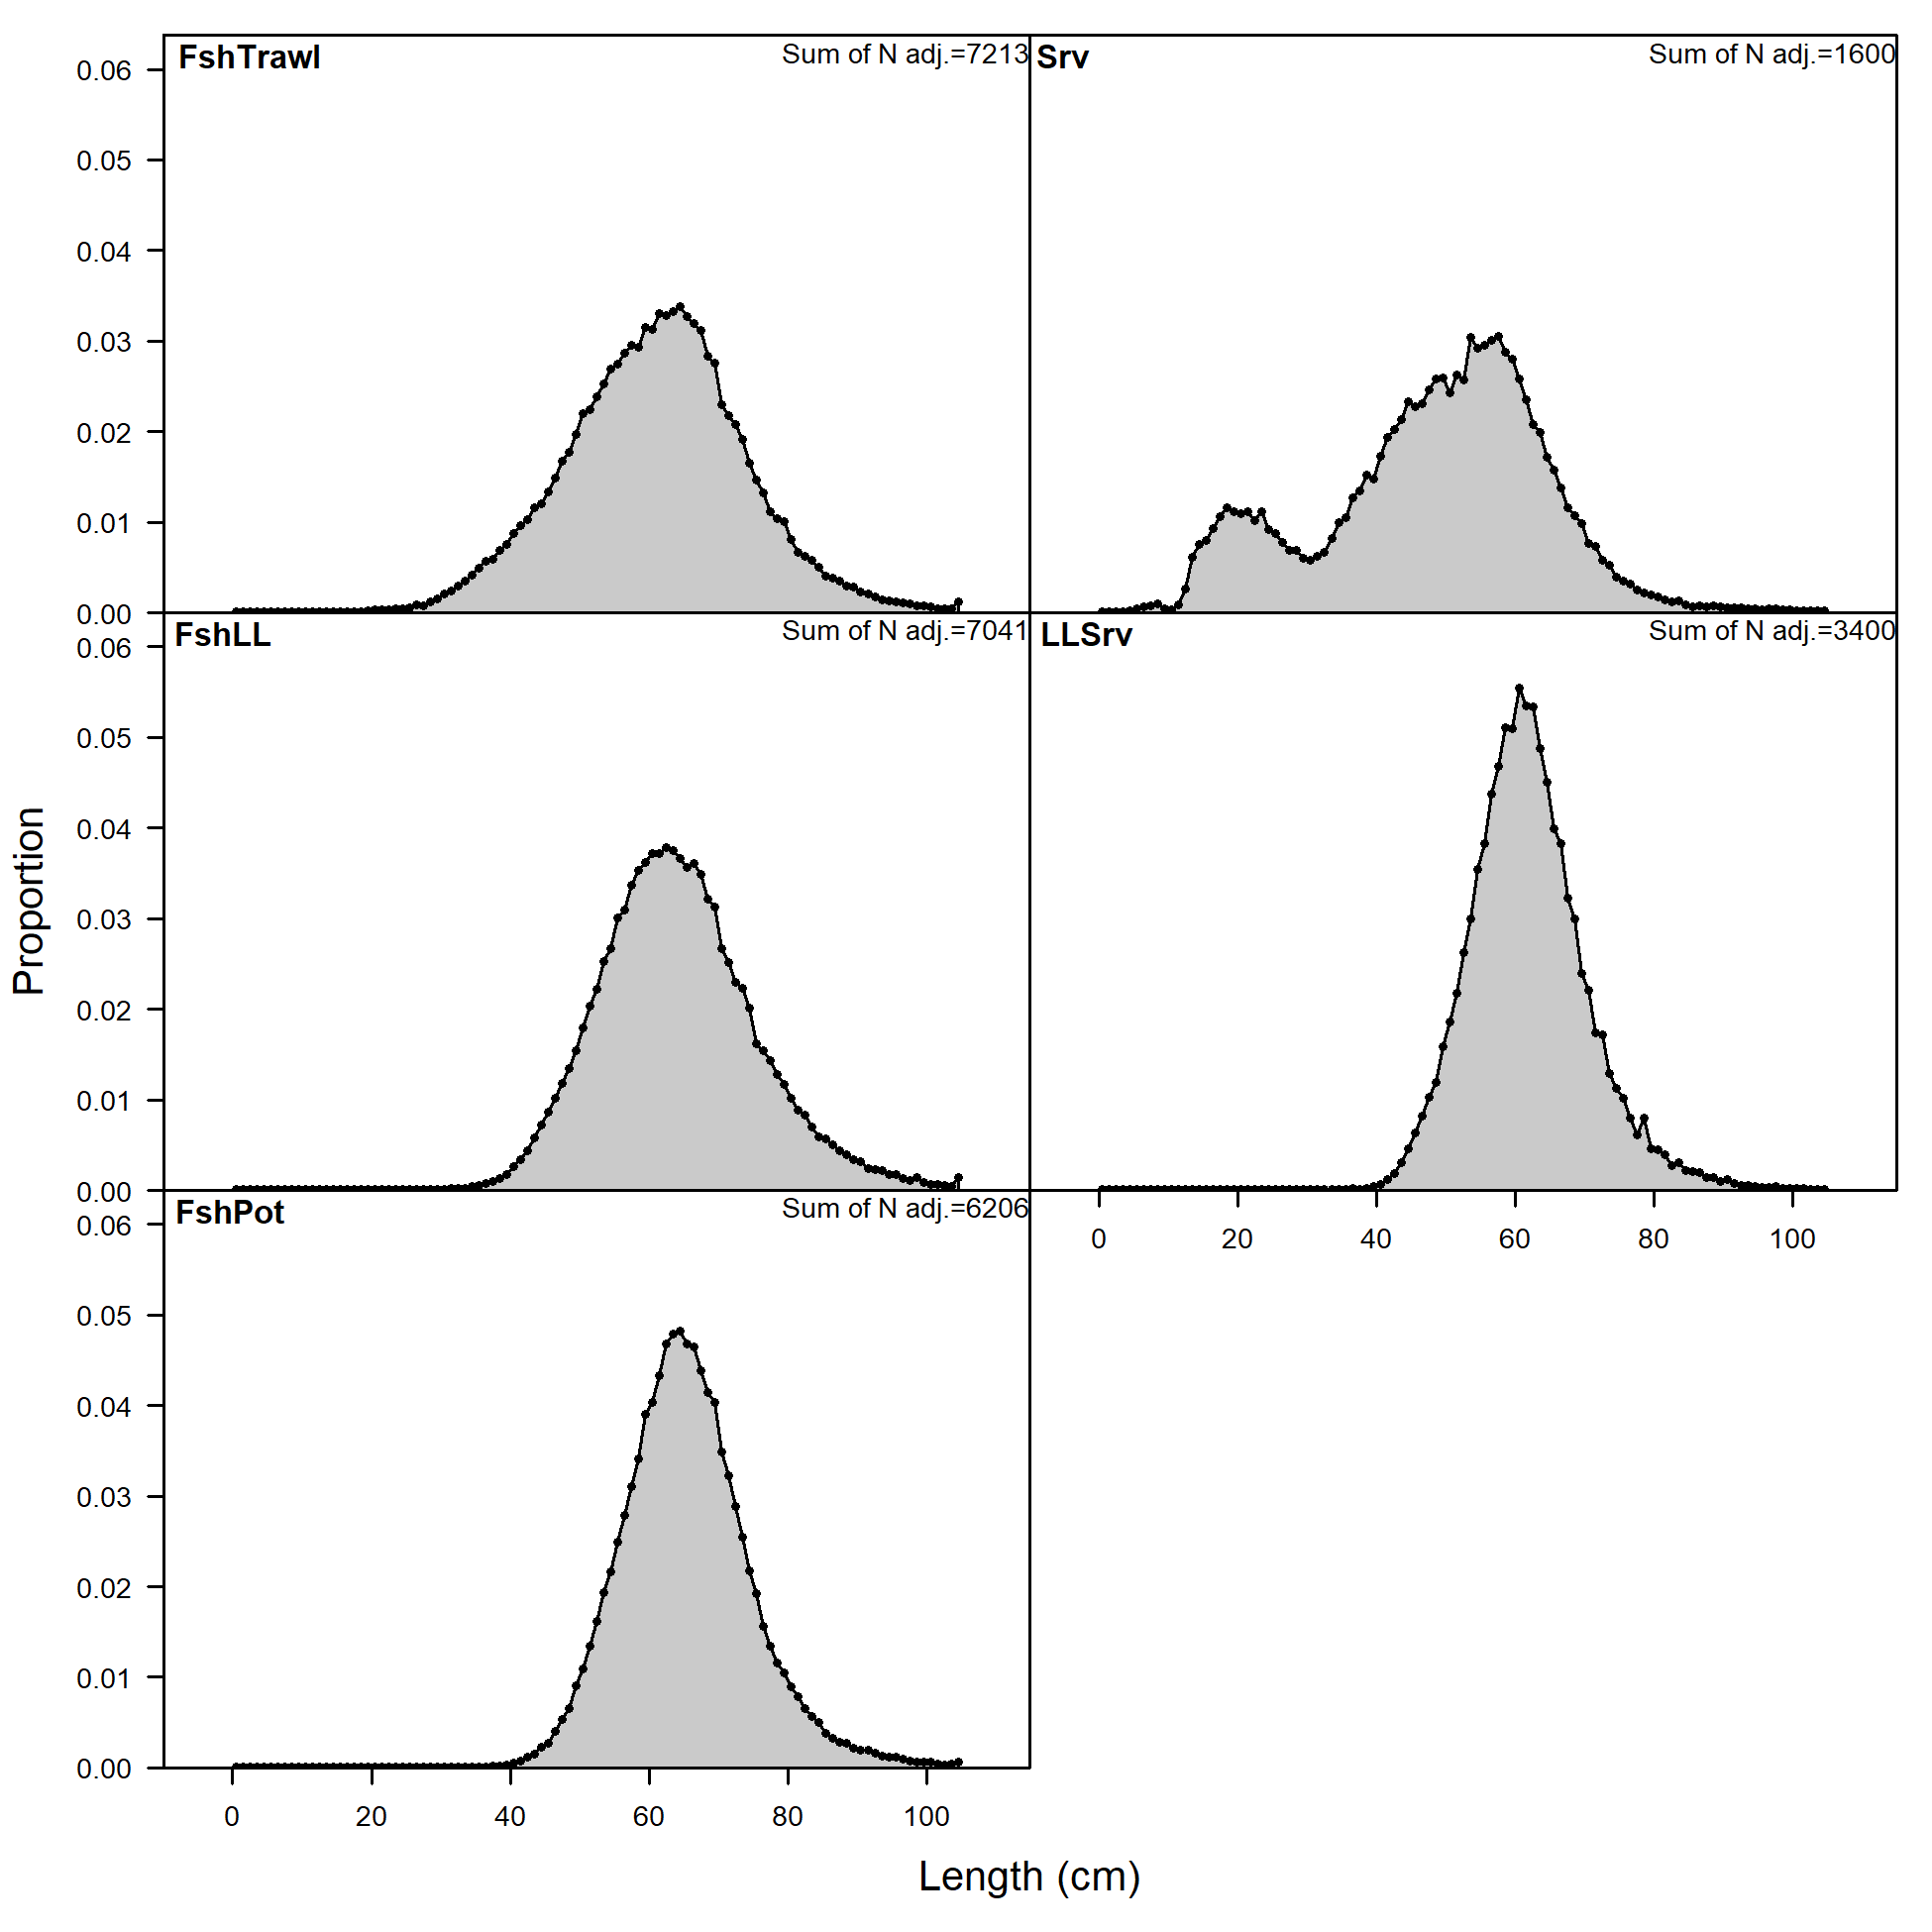 FshTrawl
Sum of N adj.=7213
Srv
Sum of N adj.=1600
0.06
0.05
0.04
0.03
0.02
0.01
0.00
FshLL
Sum of N adj.=7041
LLSrv
Sum of N adj.=3400
0.06
0.05
0.04
0.03
0.02
0.01
0.00
0 20 40 60 80 100
FshPot
Sum of N adj.=6206
0.06
0.05
0.04
0.03
0.02
0.01
0.00
0 20 40 60 80 100
Proportion
Length (cm)